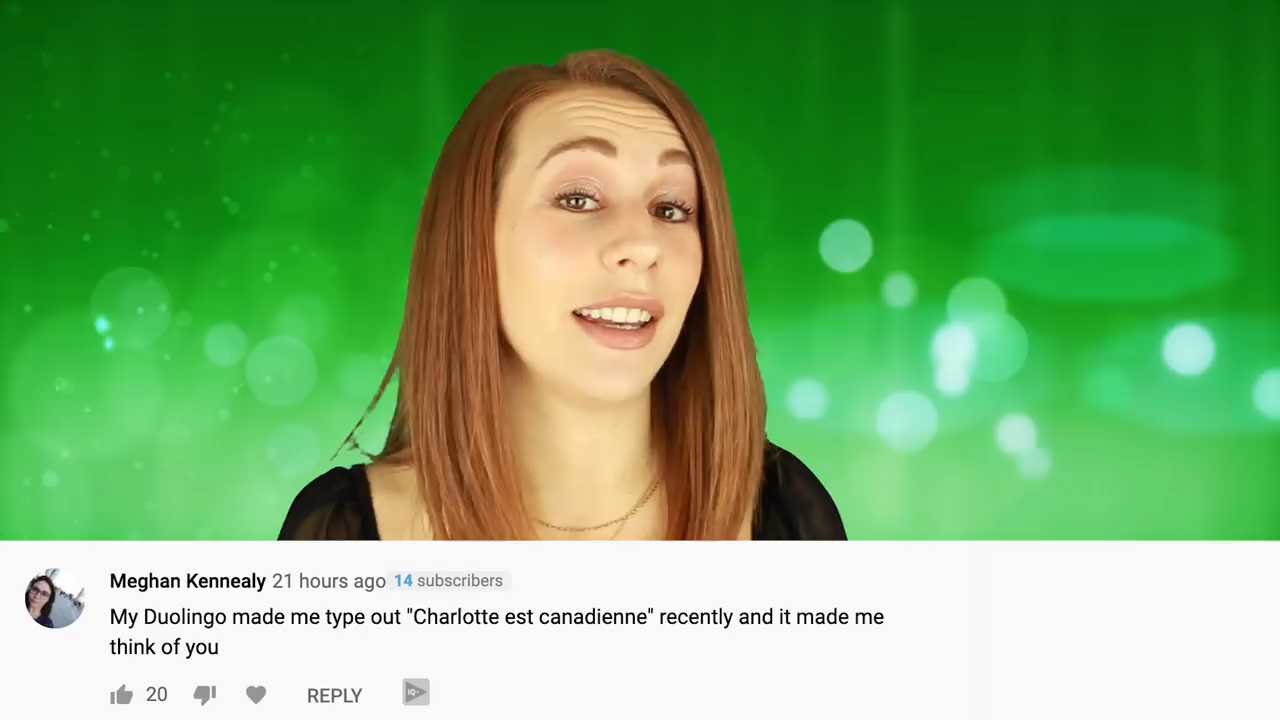 Meghan Kennealy 21 hours ago 14 subscribers
My Duolingo made me type out "Charlotte est canadienne" recently and it made me
think of you
20 REPLY IQ+